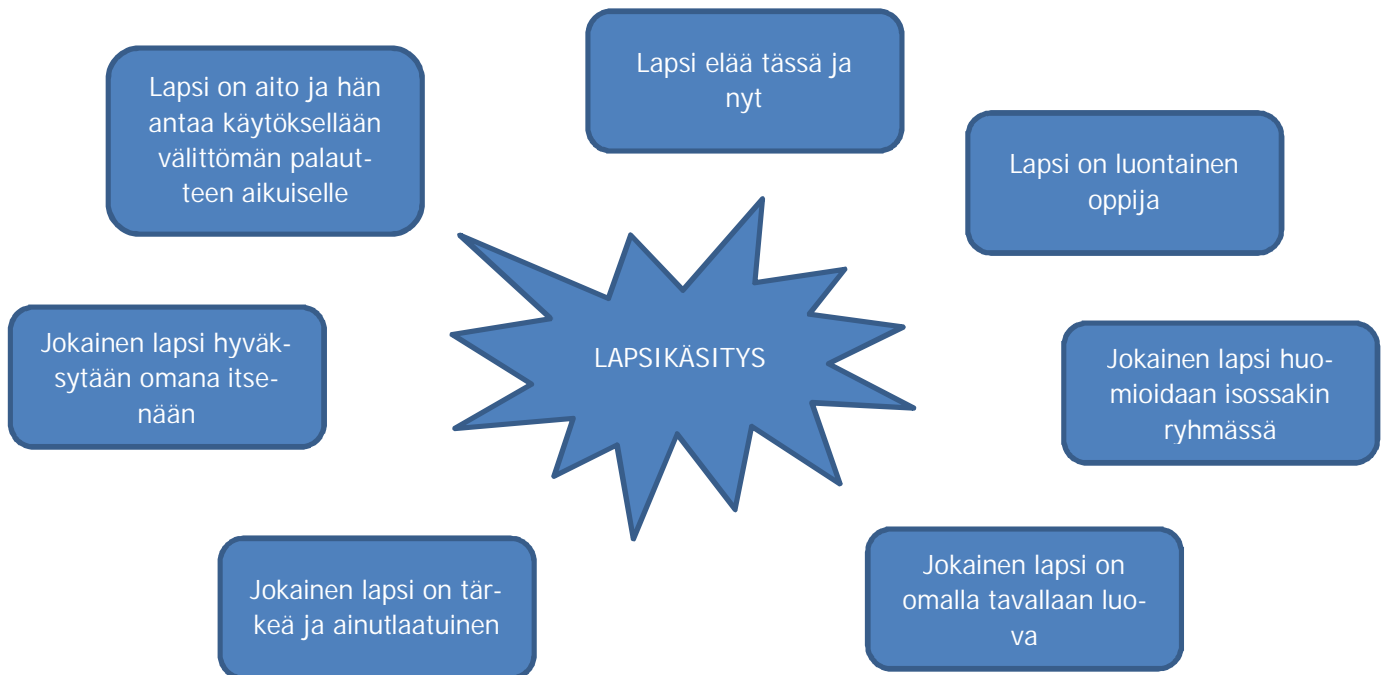 Lapsi elää tässä ja
nyt
Lapsi on aito ja hän
antaa käytöksellään
välittömän palaut-
teen aikuiselle
Lapsi on luontainen
oppija
LAPSIKÄSITYS
Jokainen lapsi hyväk-
sytään omana itse-
nään
Jokainen lapsi huo-
mioidaan isossakin
ryhmässä
Jokainen lapsi on tär-
keä ja ainutlaatuinen
Jokainen lapsi on
omalla tavallaan luo-
va